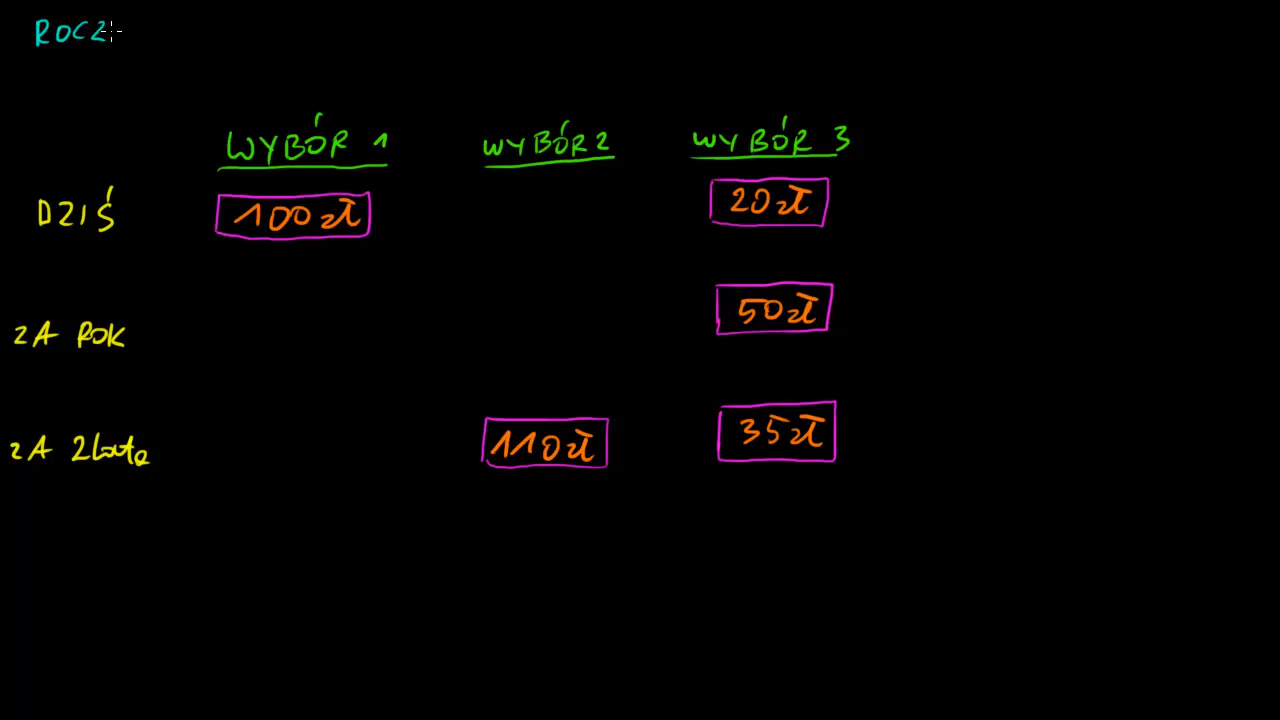 ROCZ
WYBÓR 1 WYBÓR 2 WYBÓR 3
DZIŚ 100 zł 20 zł
ZA ROK 50 zł
ZA 2 lata 110 zł 35 zł